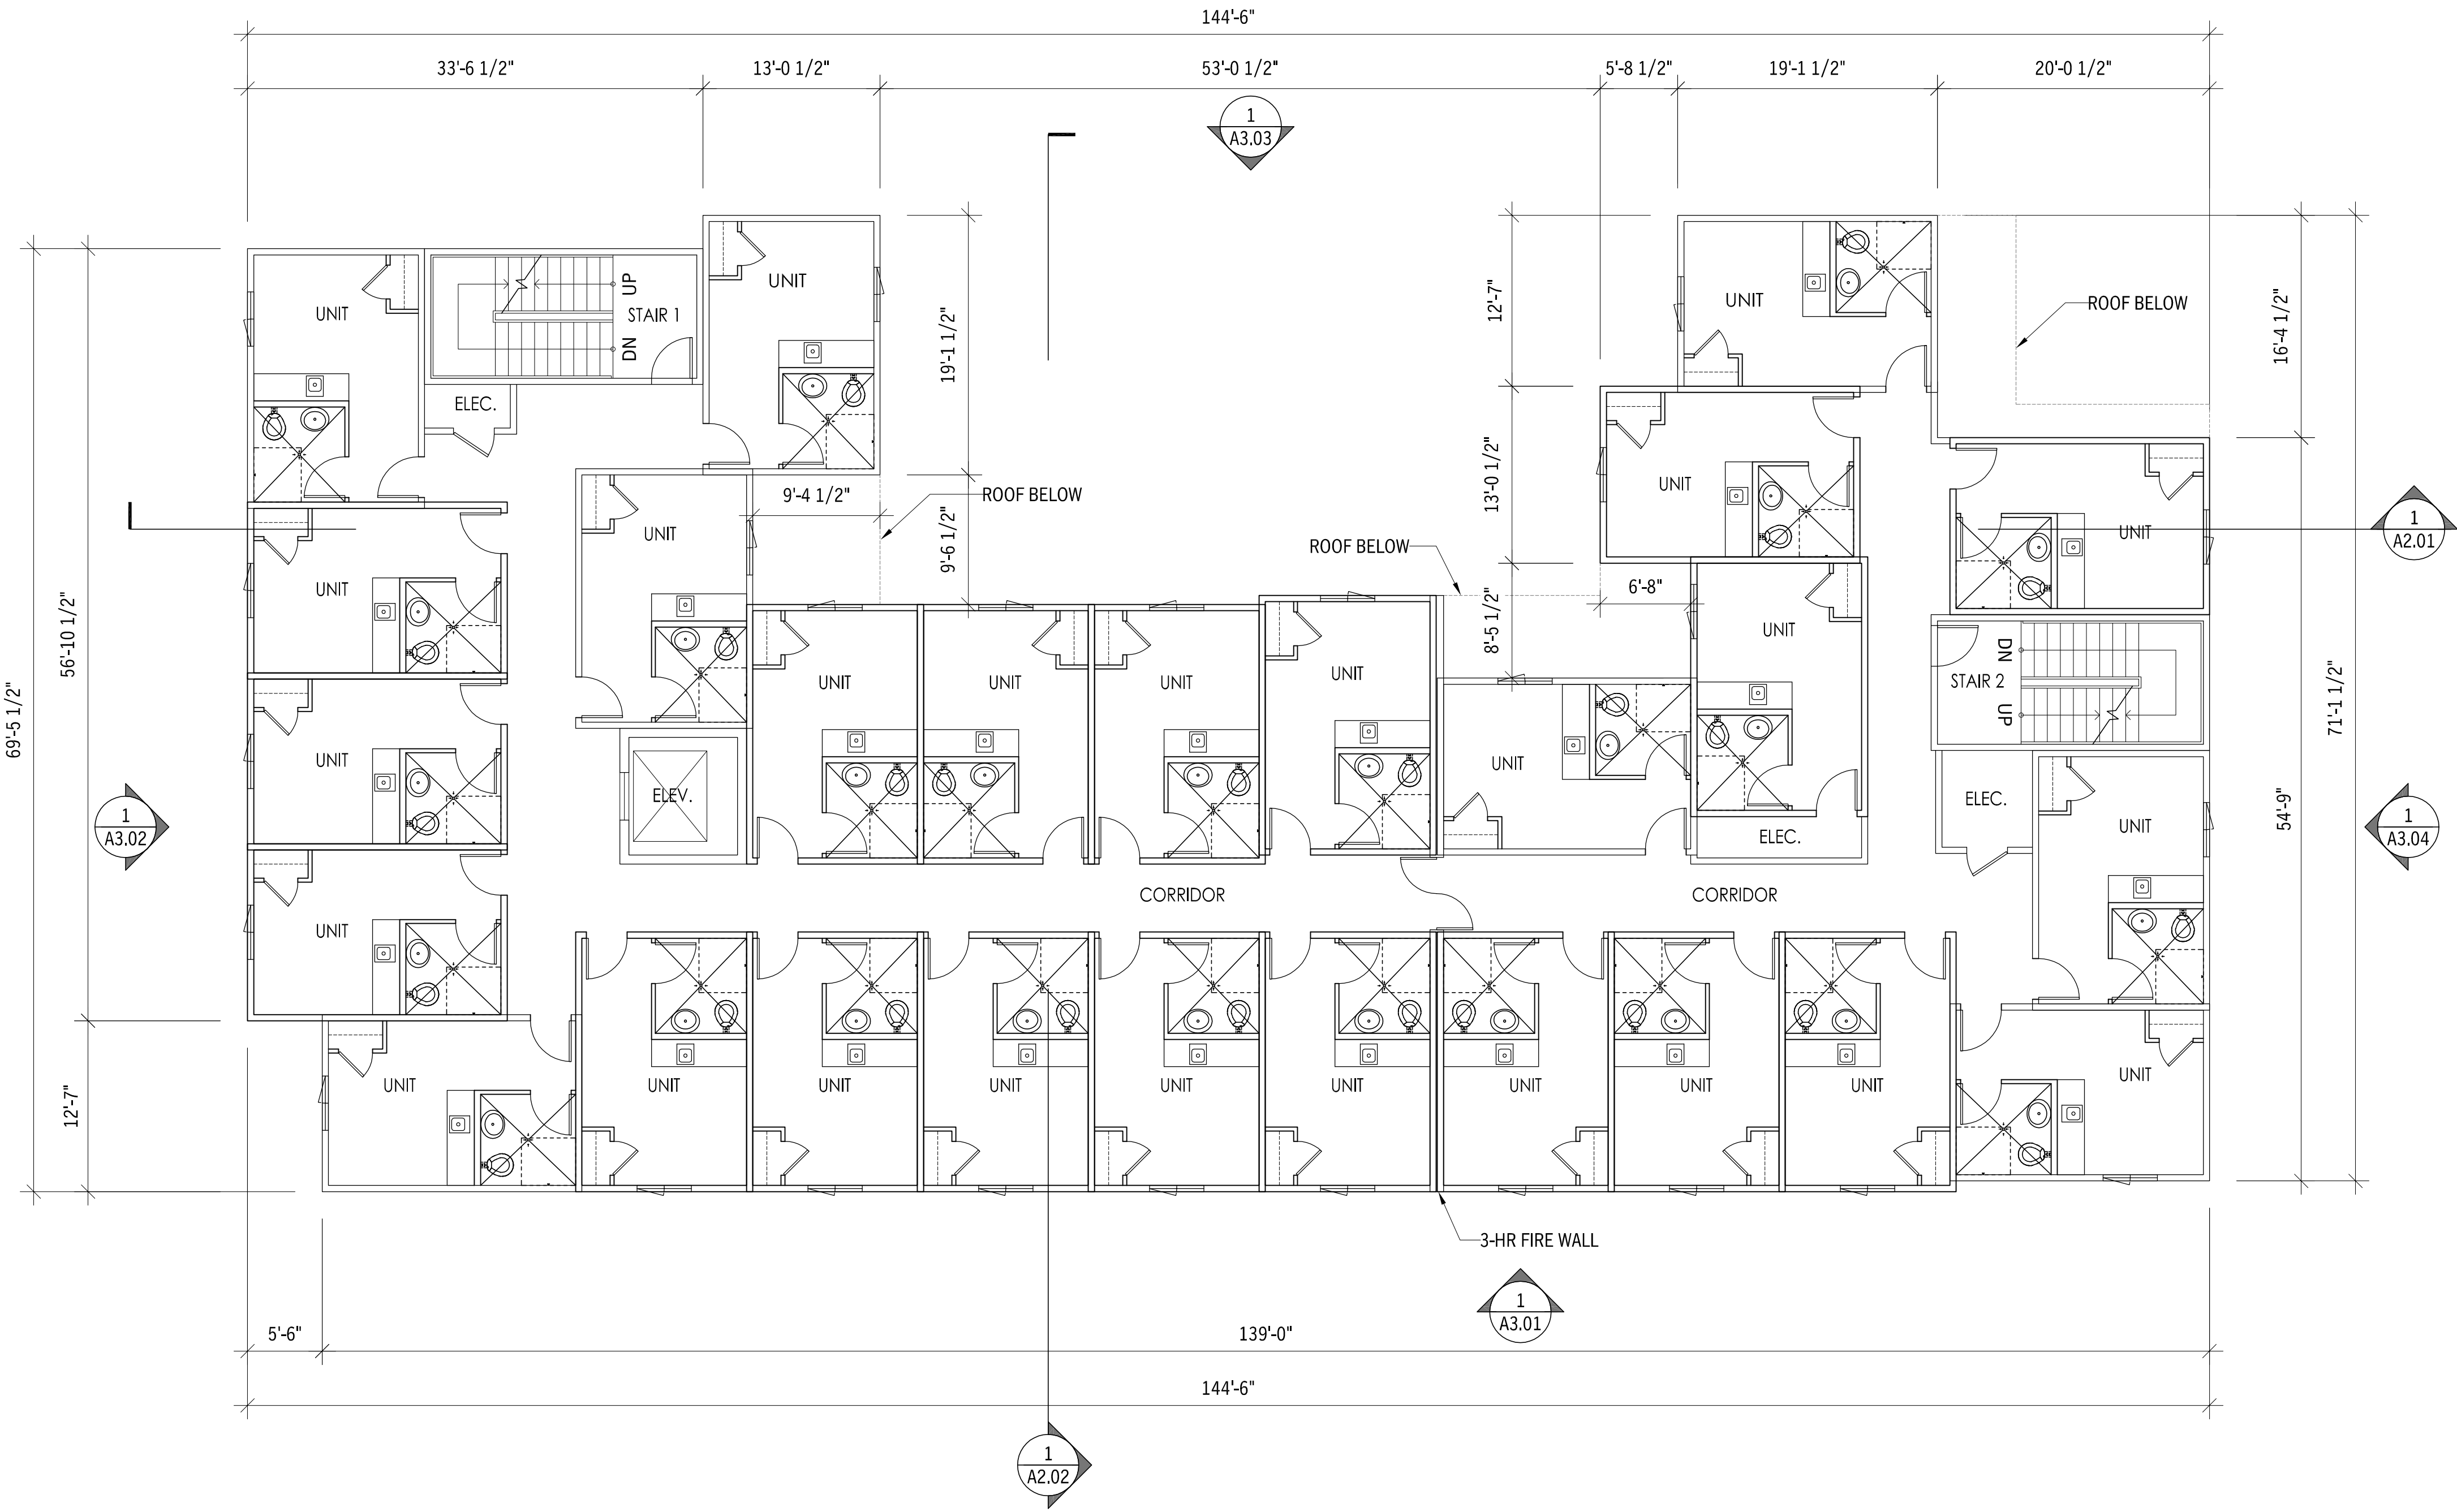 144'-6"
33'-6 1/2"
13'-0 1/2"
53'-0 1/2"
5'-8 1/2"
19'-1 1/2"
20'-0 1/2"
1
A3.03
UNIT
UP
STAIR 1
DN
UNIT
19'-1 1/2"
12'-7"
UNIT
ROOF BELOW
16'-4 1/2"
ELEC.
UNIT
9'-4 1/2"
ROOF BELOW
9'-6 1/2"
13'-0 1/2"
UNIT
UNIT
1
A2.01
ROOF BELOW
UNIT
56'-10 1/2"
69'-5 1/2"
8'-5 1/2"
6'-8"
UNIT
DN
STAIR 2
UP
71'-1 1/2"
UNIT
UNIT
UNIT
UNIT
UNIT
UNIT
ELEV.
ELEC.
UNIT
54'-9"
1
A3.02
1
A3.04
ELEC.
CORRIDOR
CORRIDOR
UNIT
12'-7"
UNIT
UNIT
UNIT
UNIT
UNIT
UNIT
UNIT
UNIT
UNIT
UNIT
3-HR FIRE WALL
1
A3.01
5'-6"
139'-0"
144'-6"
1
A2.02